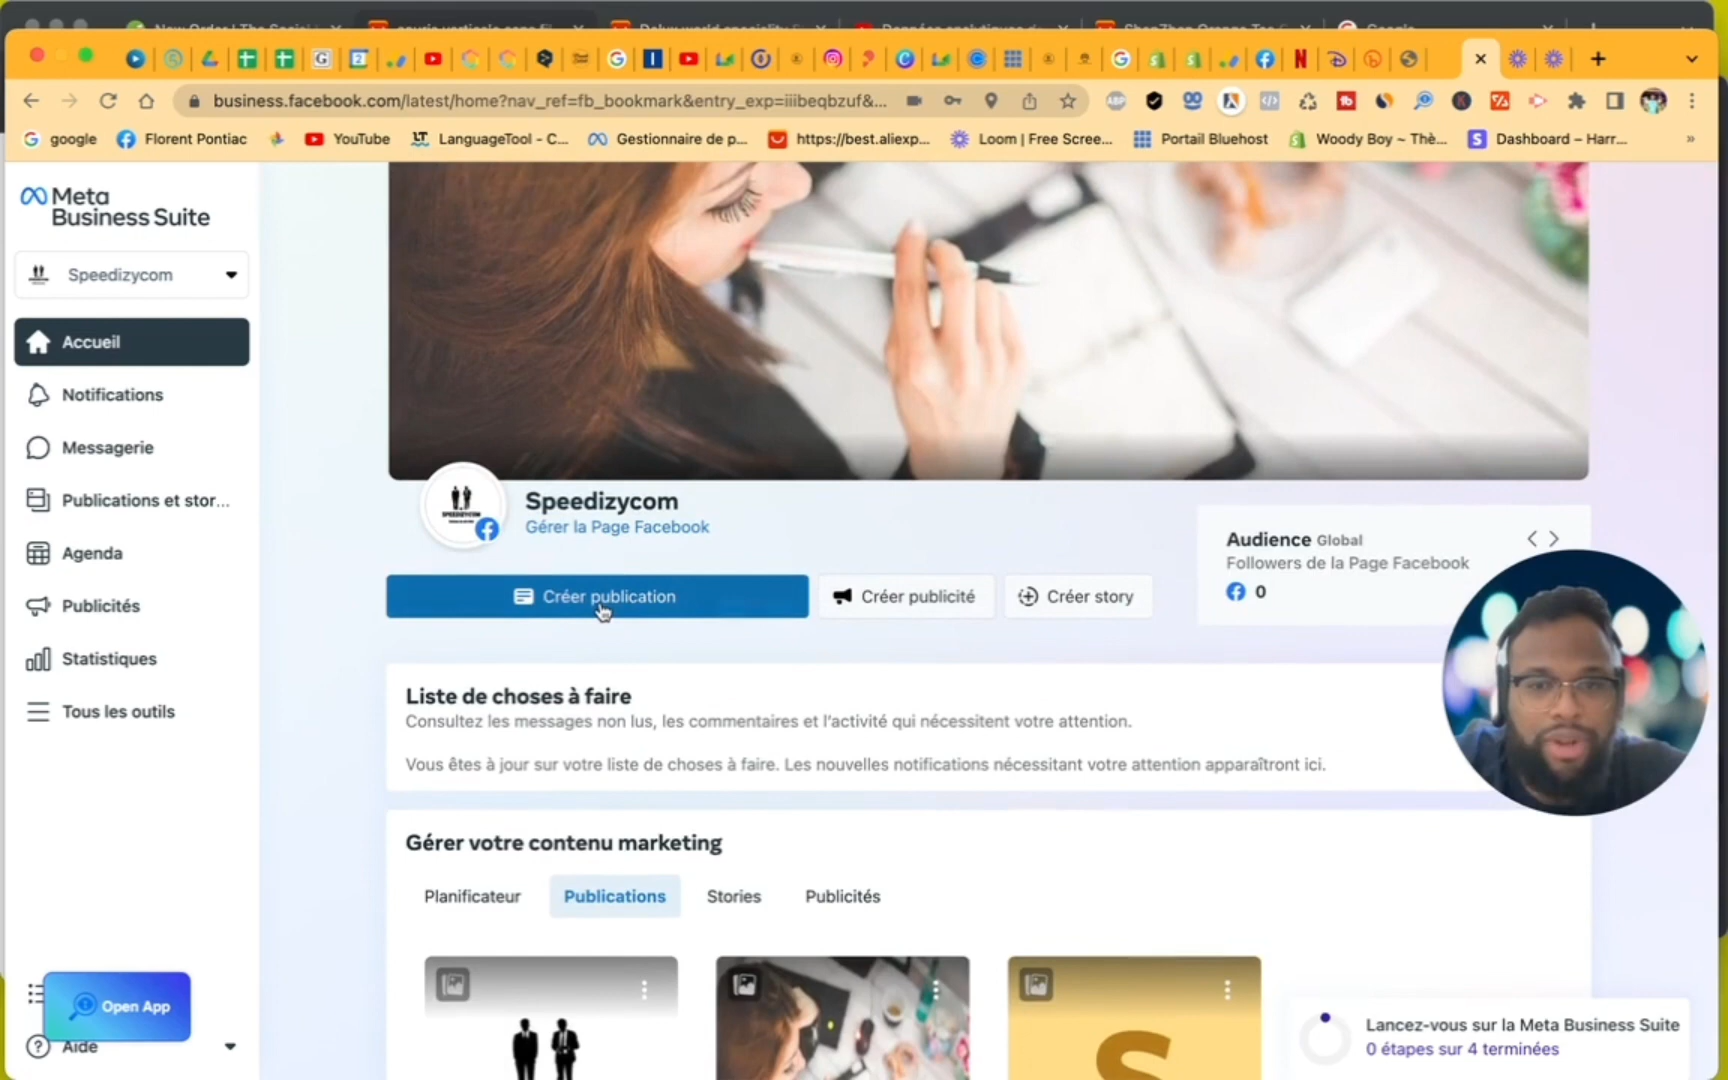 business.facebook.com/latest/home?nav_ref=fb_bookmark&entry_exp=iiibeqbzuf&...
google
Florent Pontiac
YouTube
LanguageTool - C...
Gestionnaire de p...
https://best.aliexp...
Loom | Free Scree...
Portail Bluehost
Woody Boy ~ Thè...
Dashboard – Harr...
»
Meta
Business Suite
Speedizycom
Accueil
Notifications
Messagerie
Publications et stor...
Agenda
Publicités
Statistiques
Tous les outils
Open App
Aide
Speedizycom
Gérer la Page Facebook
Créer publication
Créer publicité
Créer story
Audience Global
Followers de la Page Facebook
0
Liste de choses à faire
Consultez les messages non lus, les commentaires et l'activité qui nécessitent votre attention.
Vous êtes à jour sur votre liste de choses à faire. Les nouvelles notifications nécessitant votre attention apparaîtront ici.
Gérer votre contenu marketing
Planificateur
Publications
Stories
Publicités
S
Lancez-vous sur la Meta Business Suite
0 étapes sur 4 terminées